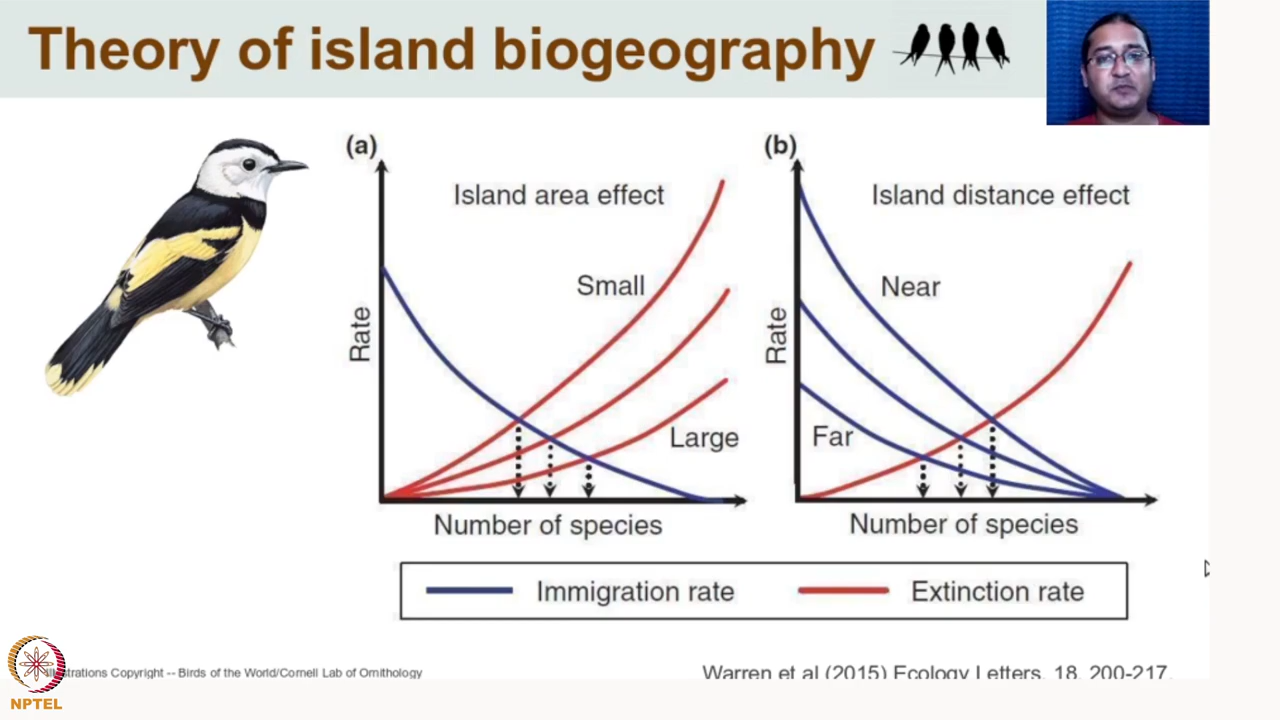 Theory of island biogeography
(a)
Island area effect
Small
Large
Rate
Number of species
(b)
Island distance effect
Near
Far
Rate
Number of species
Immigration rate
Extinction rate
Copyright -- Birds of the World/Cornell Lab of Ornithology
Warren et al (2015) Ecology Letters, 18, 200-217.
NPTEL